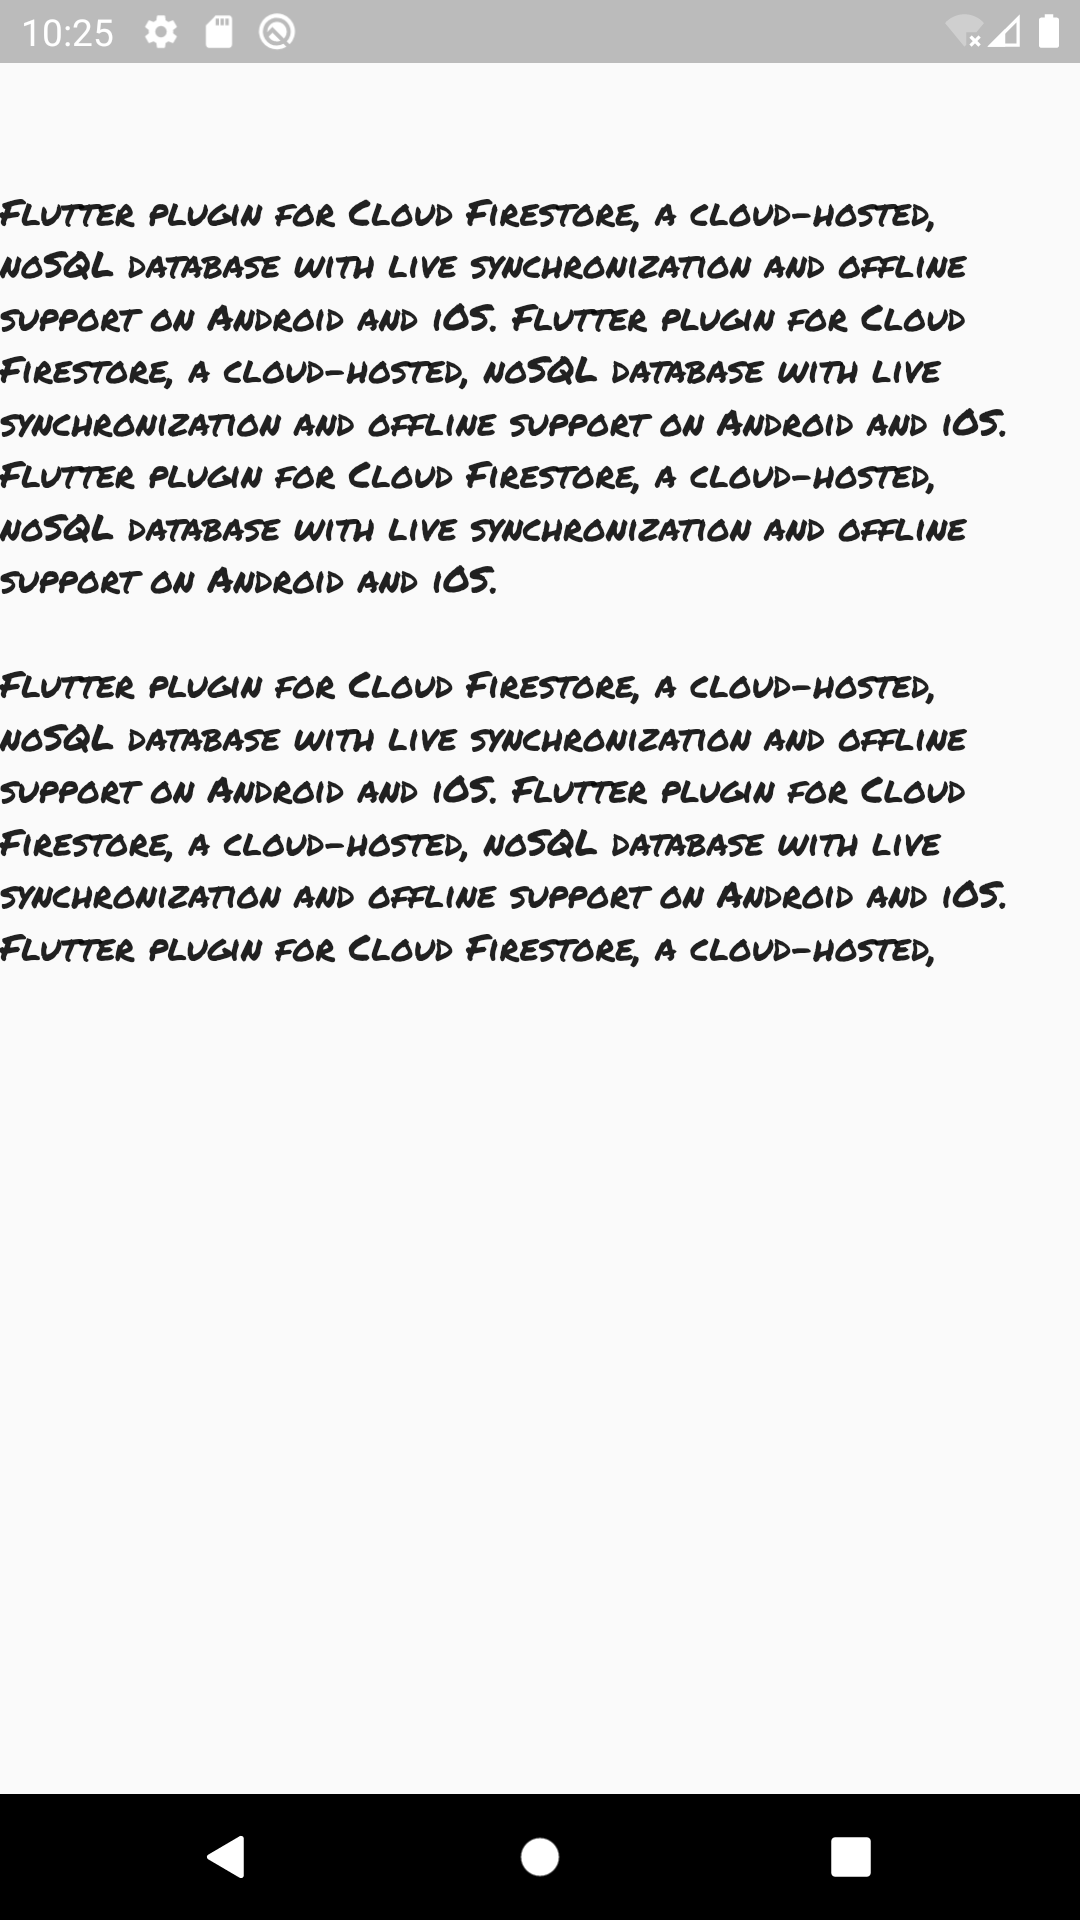 10:25
Flutter plugin for Cloud Firestore, a cloud-hosted,
noSQL database with live synchronization and offline
support on Android and iOS. Flutter plugin for Cloud
Firestore, a cloud-hosted, noSQL database with live
synchronization and offline support on Android and iOS.
Flutter plugin for Cloud Firestore, a cloud-hosted,
noSQL database with live synchronization and offline
support on Android and iOS.
Flutter plugin for Cloud Firestore, a cloud-hosted,
noSQL database with live synchronization and offline
support on Android and iOS. Flutter plugin for Cloud
Firestore, a cloud-hosted, noSQL database with live
synchronization and offline support on Android and iOS.
Flutter plugin for Cloud Firestore, a cloud-hosted,